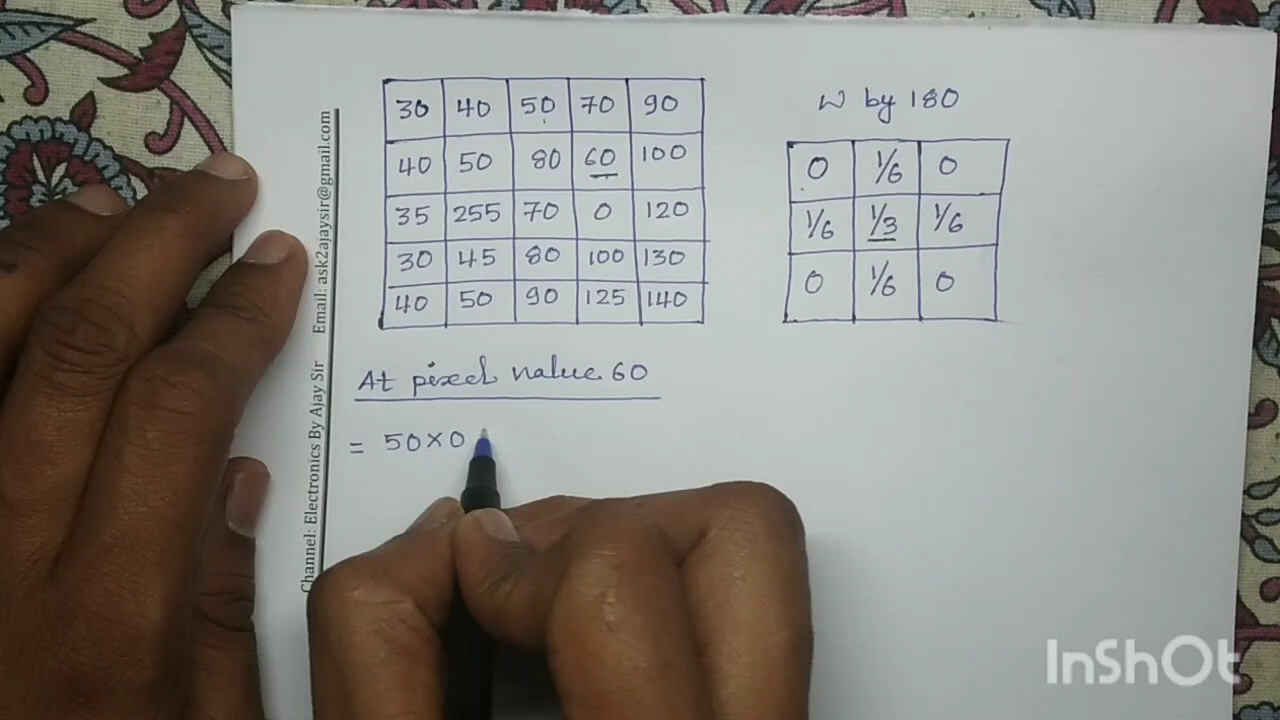 30 40 50 70 90
40 50 80 60 100
35 255 70 0 120
30 45 80 100 130
40 50 90 125 140
W by 180
0 1/6 0
1/6 1/3 1/6
0 1/6 0
At pixel value 60
= 50×0
Channel: Electronics By Ajay Sir Email: ask2ajaysir@gmail.com
InShOt